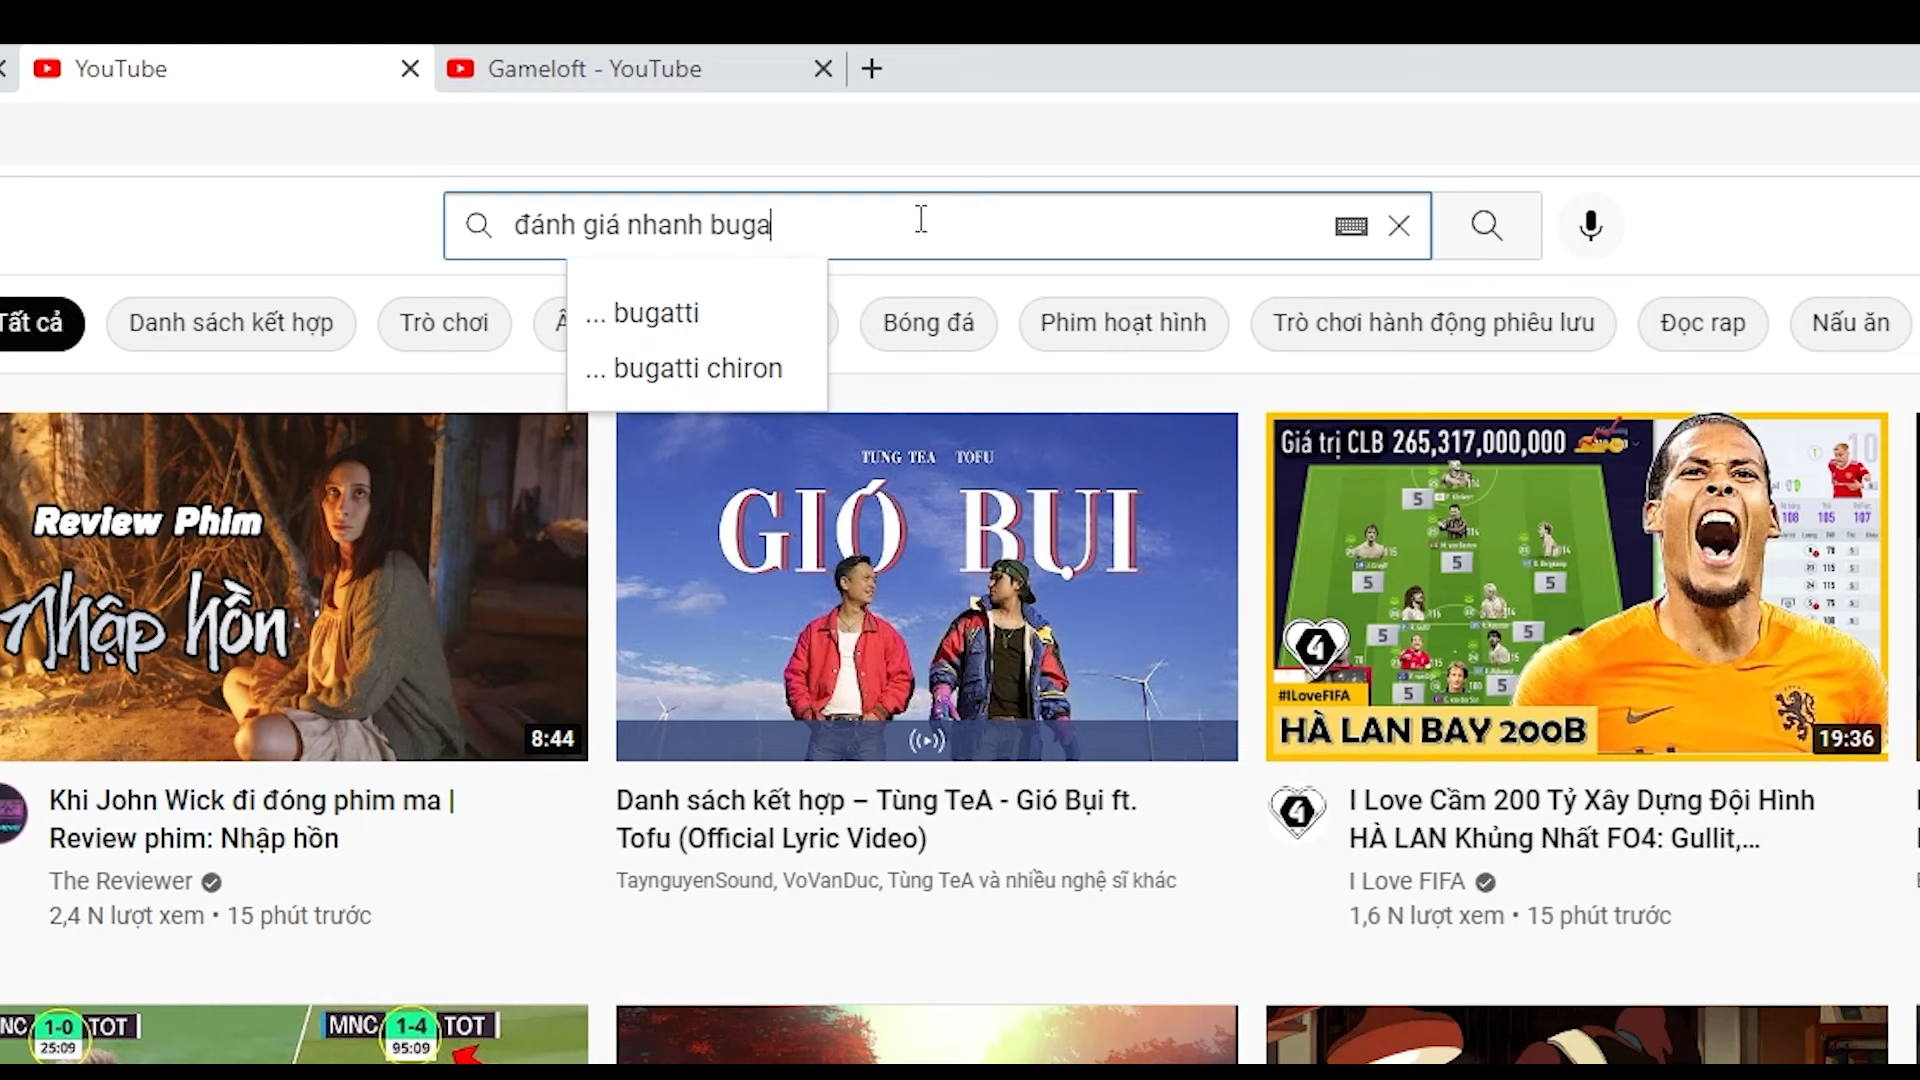 YouTube
Gameloft - YouTube
đánh giá nhanh buga
... bugatti
... bugatti chiron
Tất cả
Danh sách kết hợp
Trò chơi
Bóng đá
Phim hoạt hình
Trò chơi hành động phiêu lưu
Đọc rap
Nấu ăn
Review Phim
Nhập hồn
8:44
TÙNG TEA TOFU
GIÓ BỤI
Giá trị CLB 265,317,000,000
#ILoveFIFA
HÀ LAN BAY 200B
19:36
Khi John Wick đi đóng phim ma |
Review phim: Nhập hồn
The Reviewer
2,4 N lượt xem • 15 phút trước
Danh sách kết hợp – Tùng TeA - Gió Bụi ft.
Tofu (Official Lyric Video)
TaynguyenSound, VoVanDuc, Tùng TeA và nhiều nghệ sĩ khác
I Love Cầm 200 Tỷ Xây Dựng Đội Hình
HÀ LAN Khủng Nhất FO4: Gullit,...
I Love FIFA
1,6 N lượt xem • 15 phút trước
1-0 TOT
25:09
MNC 1-4 TOT
95:09